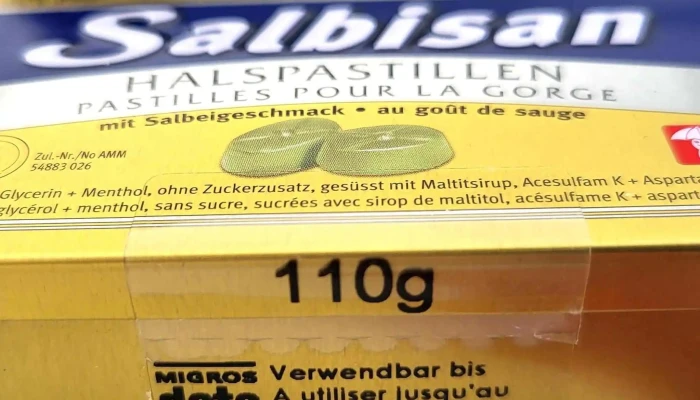 Salbisan
HALSPASTILLEN
PASTILLES POUR LA GORGE
mit Salbeigeschmack • au goût de sauge
Zul.-Nr./No AMM
54883 026
Glycerin + Menthol, ohne Zuckerzusatz, gesüsst mit Maltitsirup, Acesulfam K +
glycérol + menthol, sans sucre, sucrées avec sirop de maltitol, acésulfame K +
110g
MIGROS Verwendbar bis
data A utiliser jusqu'au